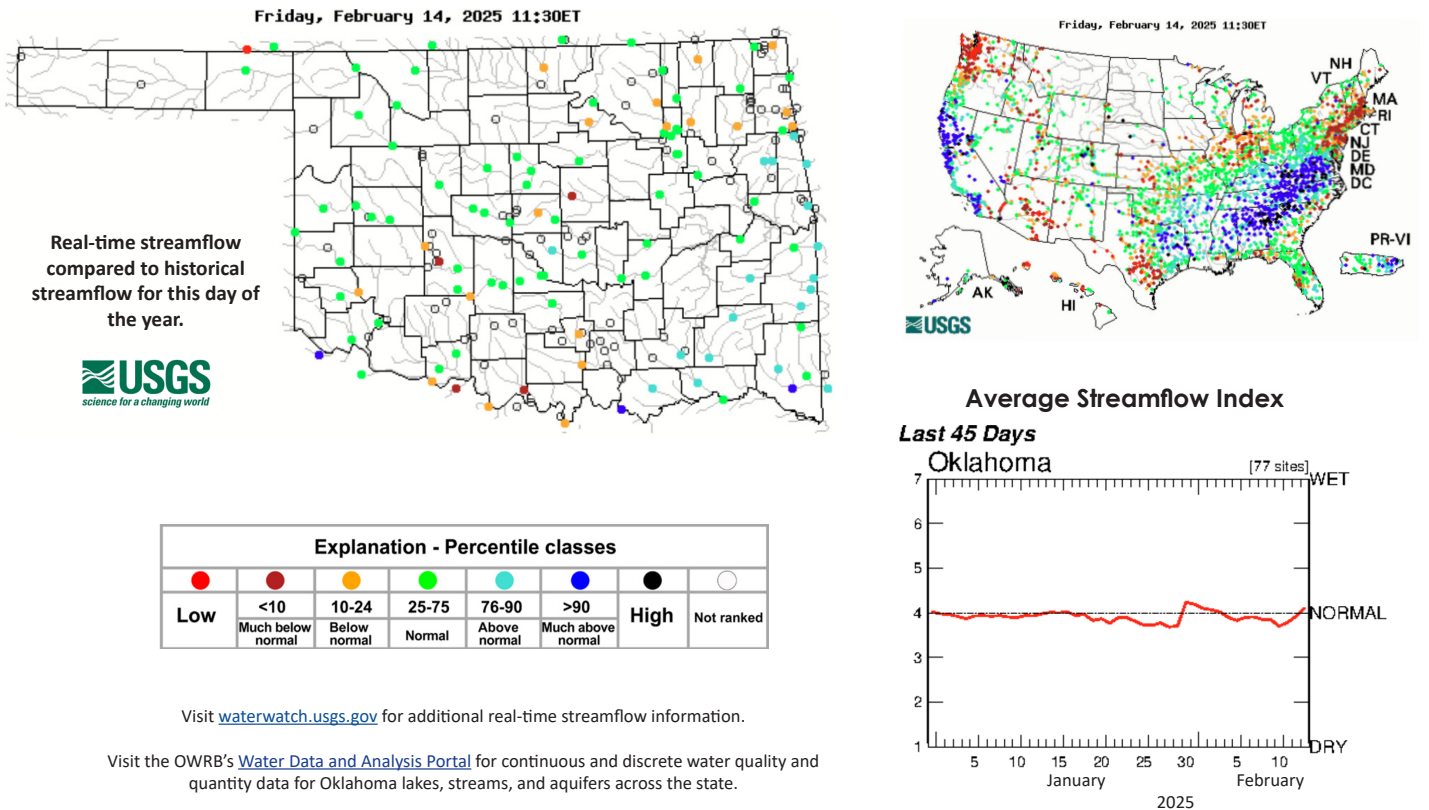 Friday, February 14, 2025 11:30ET
Real-time streamflow
compared to historical
streamflow for this day of
the year.
USGS
science for a changing world
Explanation - Percentile classes
Low
<10
10-24
25-75
76-90
>90
High
Not ranked
Much below
normal
Below
normal
Normal
Above
normal
Much above
normal
Visit waterwatch.usgs.gov for additional real-time streamflow information.
Visit the OWRB's Water Data and Analysis Portal for continuous and discrete water quality and
quantity data for Oklahoma lakes, streams, and aquifers across the state.
Friday, February 14, 2025 11:30ET
NH
VT
MA
RI
CT
NJ
DE
MD
DC
PR-VI
AK
HI
USGS
Average Streamflow Index
Last 45 Days
Oklahoma
[77 sites]
7
WET
6
5
4
NORMAL
3
2
1
DRY
5 10 15 20 25 30 5 10
January February
2025